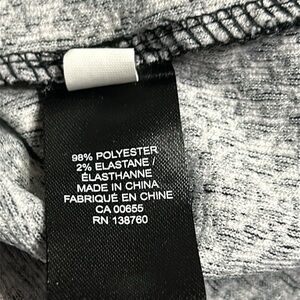 98% POLYESTER
2% ELASTANE /
ÉLASTHANNE
MADE IN CHINA
FABRIQUÉ EN CHINE
CA 00655
RN 138760